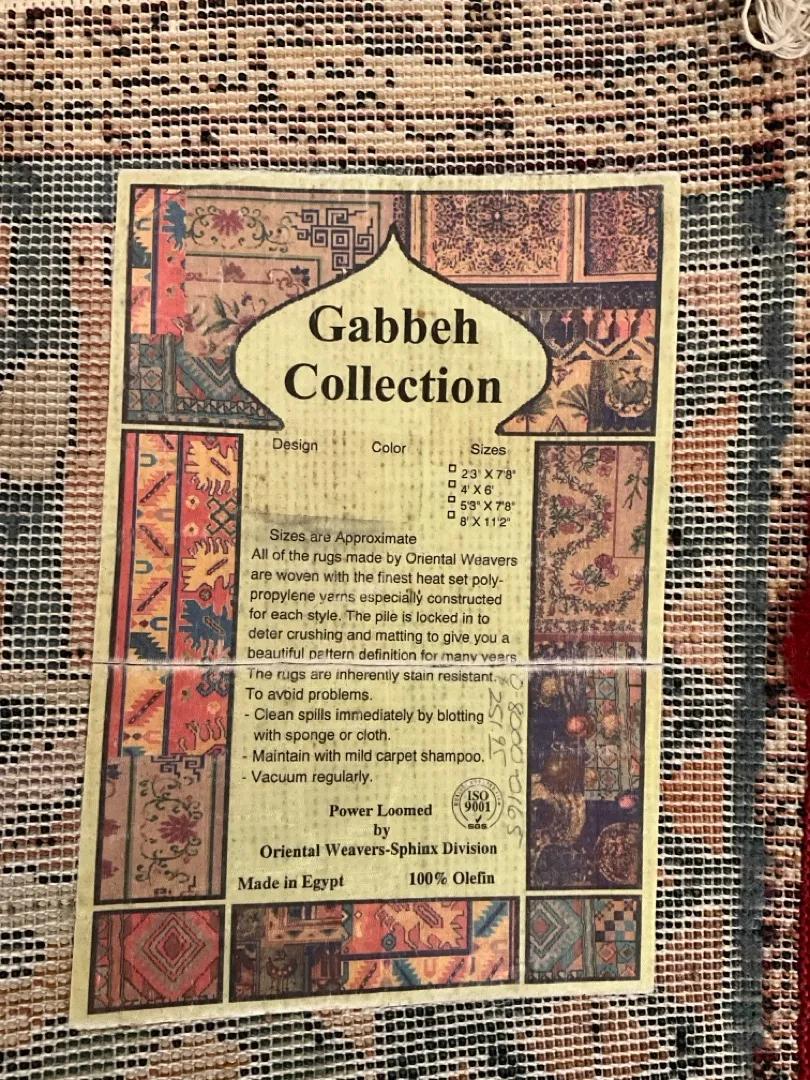 Gabbeh
Collection
Design Color Sizes
2'3' X 7'8"
4' X 6'
5'3" X 7'8"
8' X 11'2"
Sizes are Approximate
All of the rugs made by Oriental Weavers
are woven with the finest heat set poly-
propylene yarns especially constructed
for each style. The pile is locked in to
deter crushing and matting to give you a
beautiful pattern definition for many years
The rugs are inherently stain resistant.
To avoid problems.
- Clean spills immediately by blotting
with sponge or cloth.
- Maintain with mild carpet shampoo.
- Vacuum regularly.
ISO
9001
SGS
Power Loomed
by
Oriental Weavers-Sphinx Division
Made in Egypt 100% Olefin